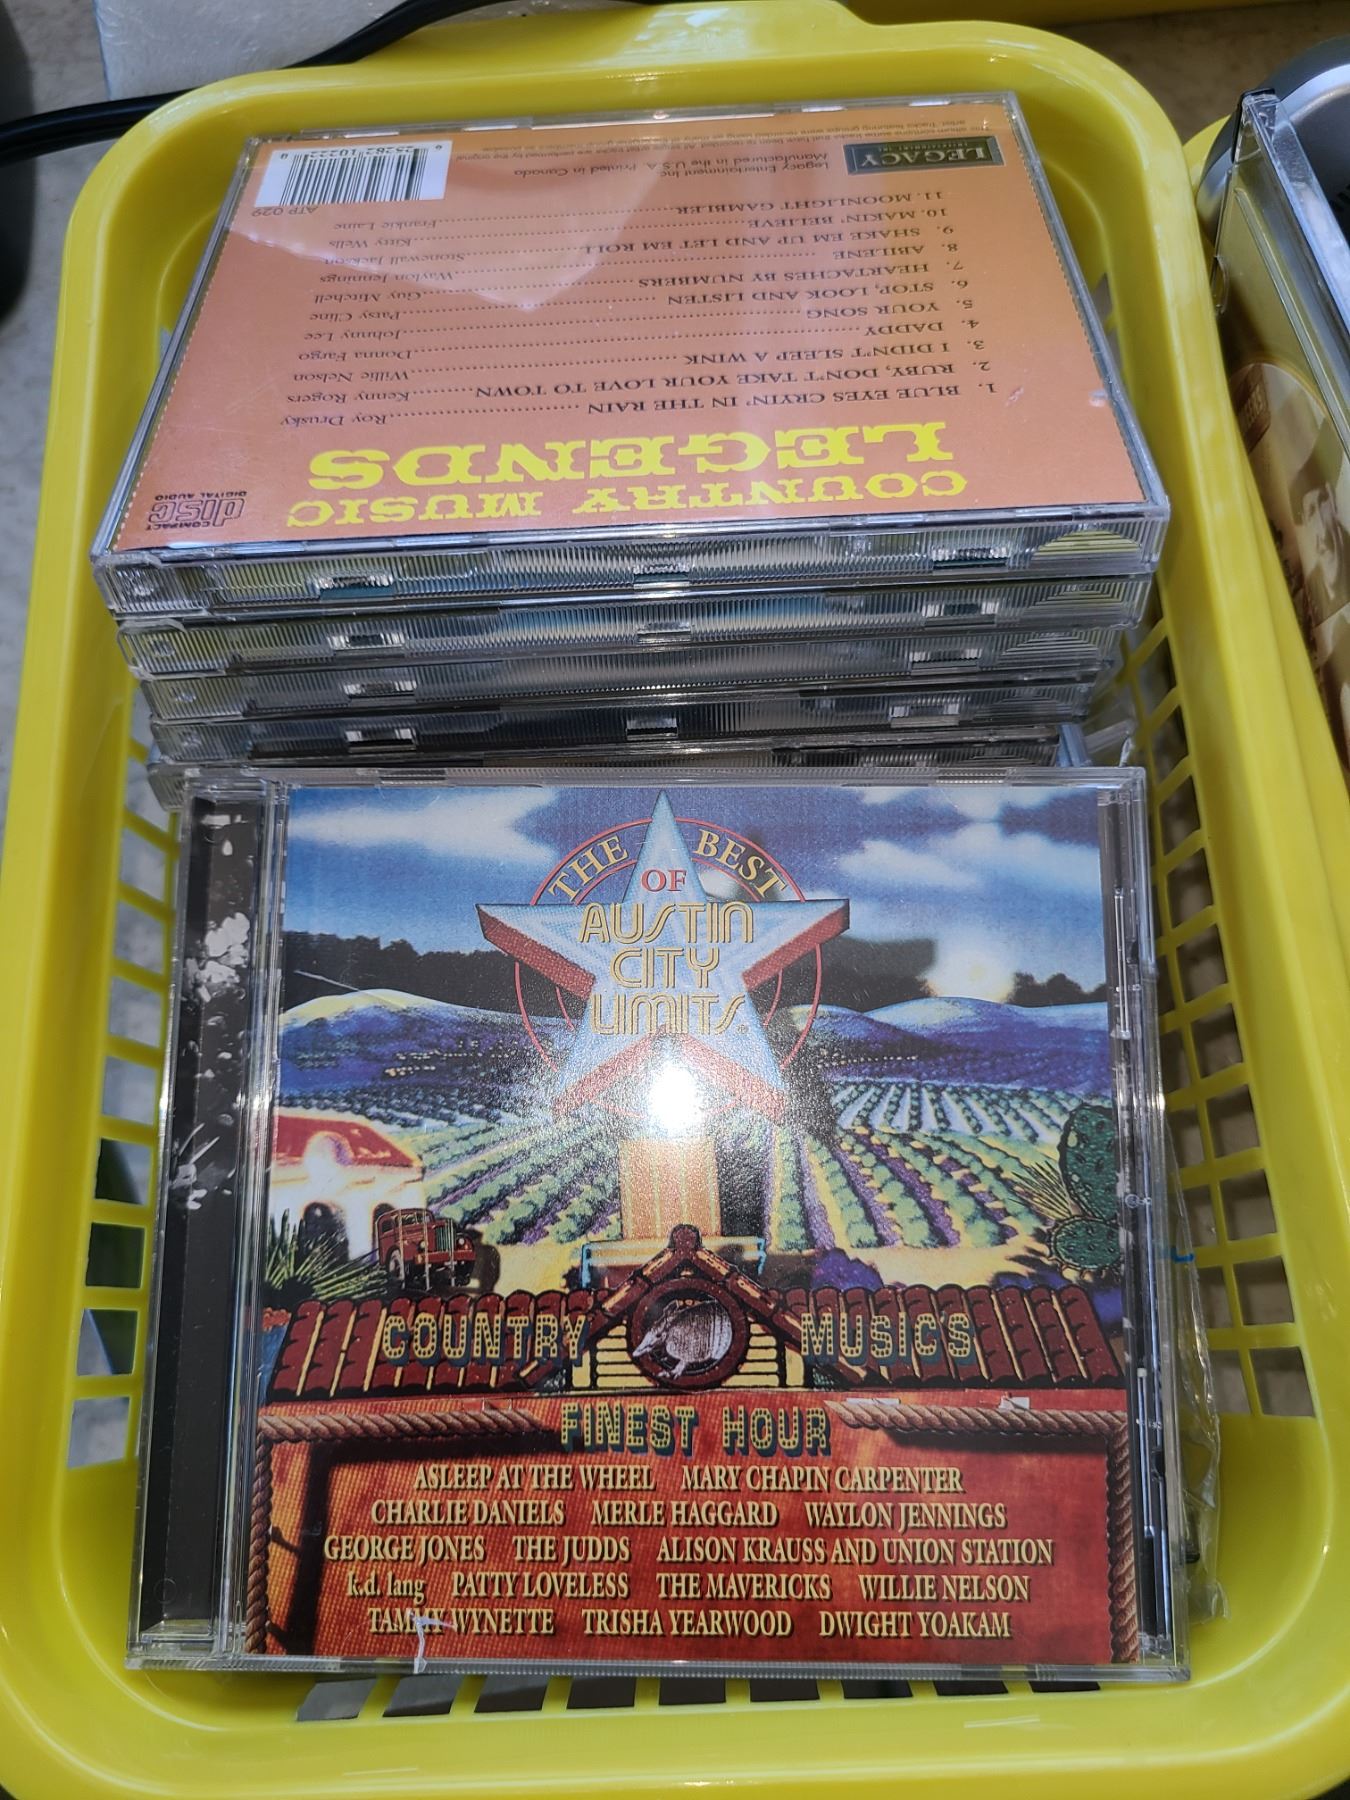 COUNTRY MUSIC
LEGENDS
1. BLUE EYES CRYIN' IN THE RAIN ........ Roy Drusky
2. RUBY, DON'T TAKE YOUR LOVE TO TOWN ........ Kenny Rogers
3. I DIDN'T SLEEP A WINK ........ Willie Nelson
4. DADDY ........ Donna Fargo
5. YOUR SONG ........ Johnny Lee
6. STOP, LOOK AND LISTEN ........ Patsy Cline
7. HEARTACHES BY NUMBERS ........ Guy Mitchell
8. ABILENE ........ Waylon Jennings
9. SHAKE EM UP AND LET EM ROLL ........ Stonewall Jackson
10. MAKIN' BELIEVE ........ Kitty Wells
11. MOONLIGHT GAMBLER ........ Frankie Laine
COMPACT
disc
DIGITAL AUDIO
LEGACY
Legacy Entertainment Inc
Manufactured in the U.S.A. Printed in Canada
ATP 029
THE BEST
OF
AUSTIN
CITY
LIMITS®
COUNTRY MUSIC'S
FINEST HOUR
ASLEEP AT THE WHEEL MARY CHAPIN CARPENTER
CHARLIE DANIELS MERLE HAGGARD WAYLON JENNINGS
GEORGE JONES THE JUDDS ALISON KRAUSS AND UNION STATION
k.d. lang PATTY LOVELESS THE MAVERICKS WILLIE NELSON
TAMMY WYNETTE TRISHA YEARWOOD DWIGHT YOAKAM